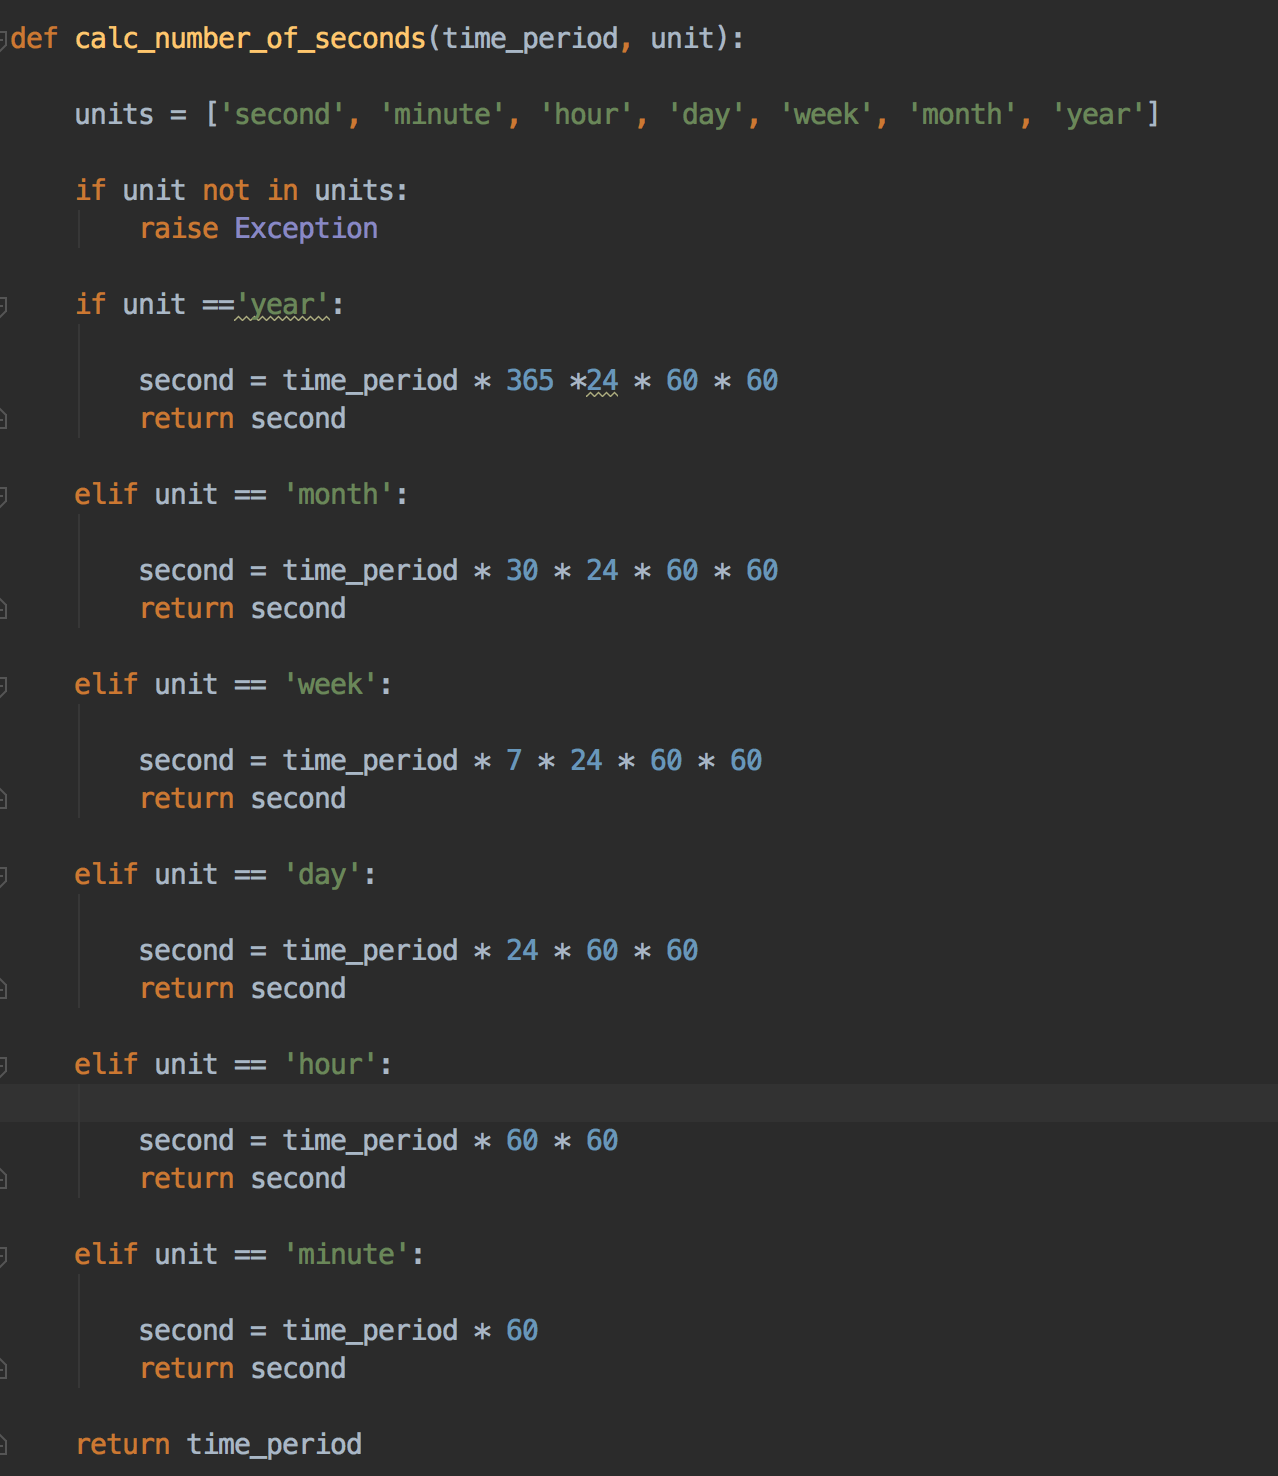 def calc_number_of_seconds(time_period, unit):
units = ['second', 'minute', 'hour', 'day', 'week', 'month', 'year']
if unit not in units:
raise Exception
if unit =='year':
second = time_period * 365 *24 * 60 * 60
return second
elif unit == 'month':
second = time_period * 30 * 24 * 60 * 60
return second
elif unit == 'week':
second = time_period * 7 * 24 * 60 * 60
return second
elif unit == 'day':
second = time_period * 24 * 60 * 60
return second
elif unit == 'hour':
second = time_period * 60 * 60
return second
elif unit == 'minute':
second = time_period * 60
return second
return time_period